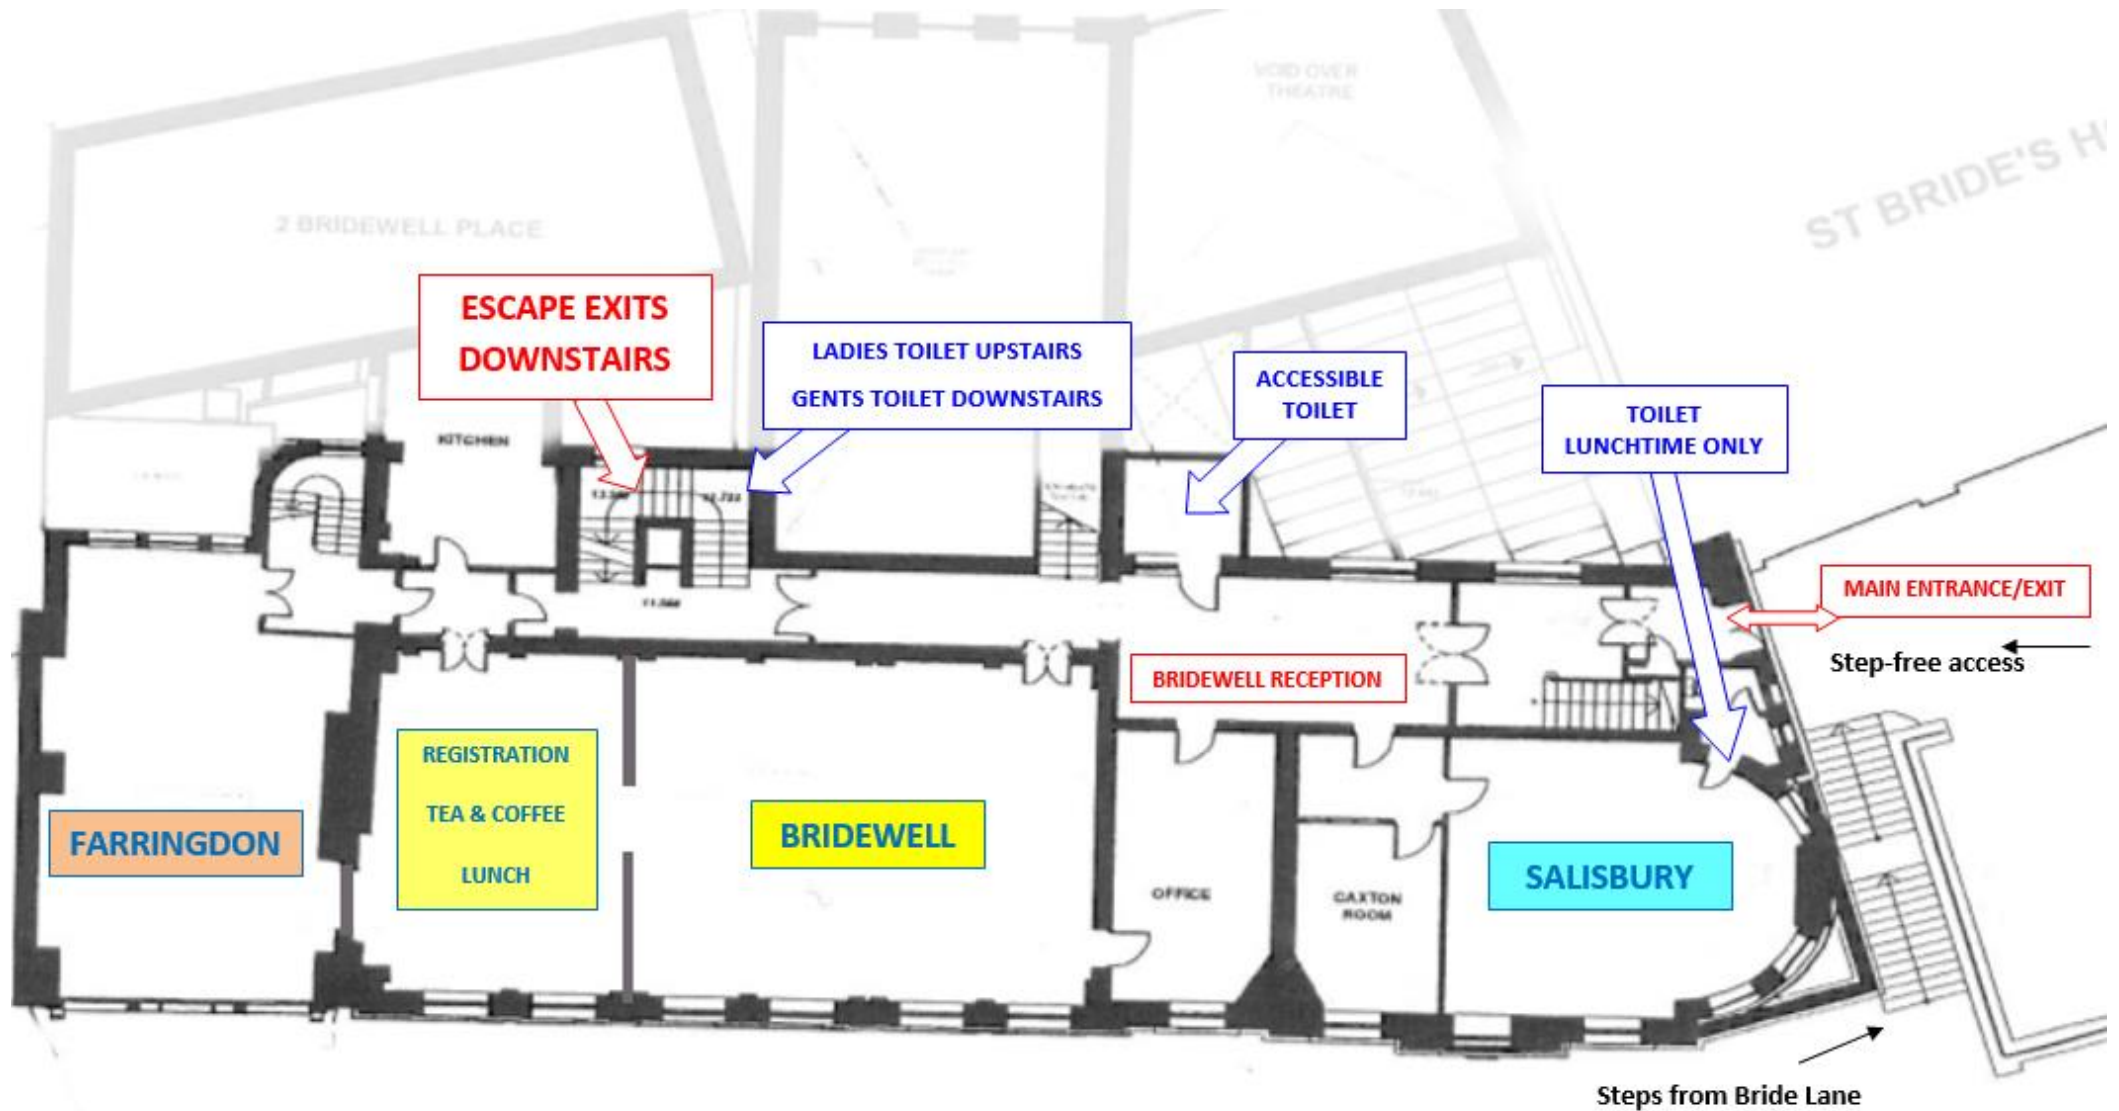 VOID OVER
THEATRE
ST BRIDE'S H
2 BRIDEWELL PLACE
ESCAPE EXITS
DOWNSTAIRS
LADIES TOILET UPSTAIRS
GENTS TOILET DOWNSTAIRS
ACCESSIBLE
TOILET
TOILET
LUNCHTIME ONLY
KITCHEN
MAIN ENTRANCE/EXIT
Step-free access
BRIDEWELL RECEPTION
REGISTRATION
TEA & COFFEE
LUNCH
FARRINGDON
BRIDEWELL
SALISBURY
OFFICE
CAXTON
ROOM
Steps from Bride Lane